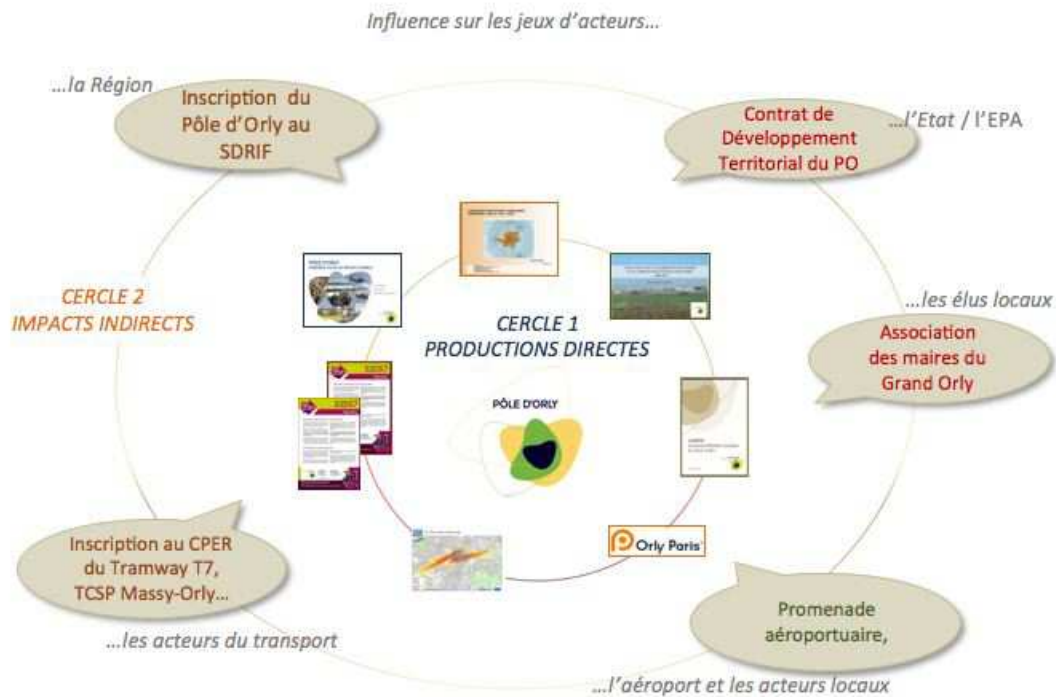 Influence sur les jeux d’acteurs…
…la Région
Inscription du
Pôle d’Orly au
SDRIF
Contrat de
Développement
Territorial du PO
…l’Etat / l’EPA
CERCLE 2
IMPACTS INDIRECTS
CERCLE 1
PRODUCTIONS DIRECTES
…les élus locaux
Association
des maires du
Grand Orly
PÔLE D’ORLY
Orly Paris
Inscription au CPER
du Tramway T7,
TCSP Massy-Orly…
…les acteurs du transport
Promenade
aéroportuaire,
…l’aéroport et les acteurs locaux